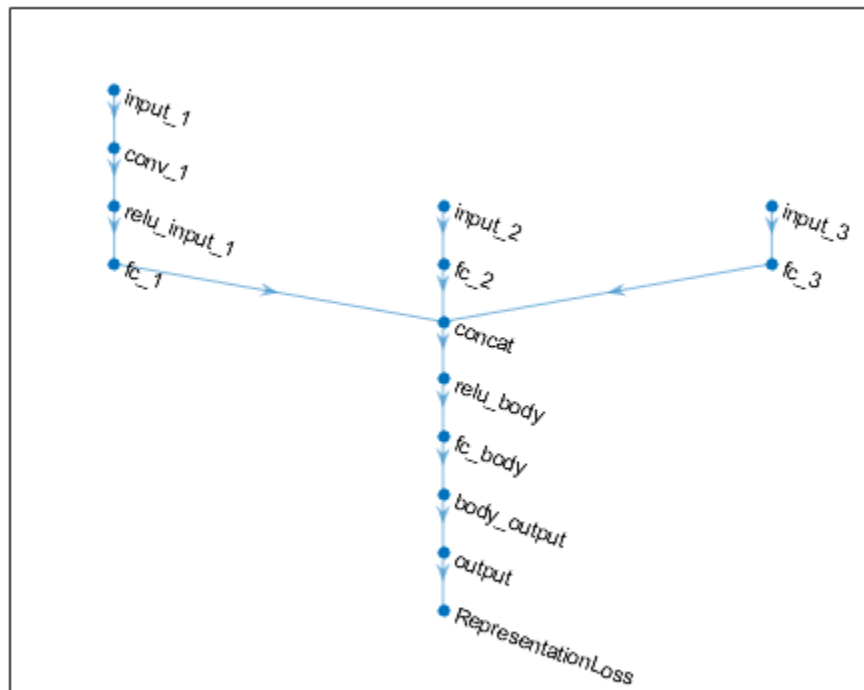 input_1
conv_1
relu_input_1
fc_1
input_2
fc_2
input_3
fc_3
concat
relu_body
fc_body
body_output
output
RepresentationLoss